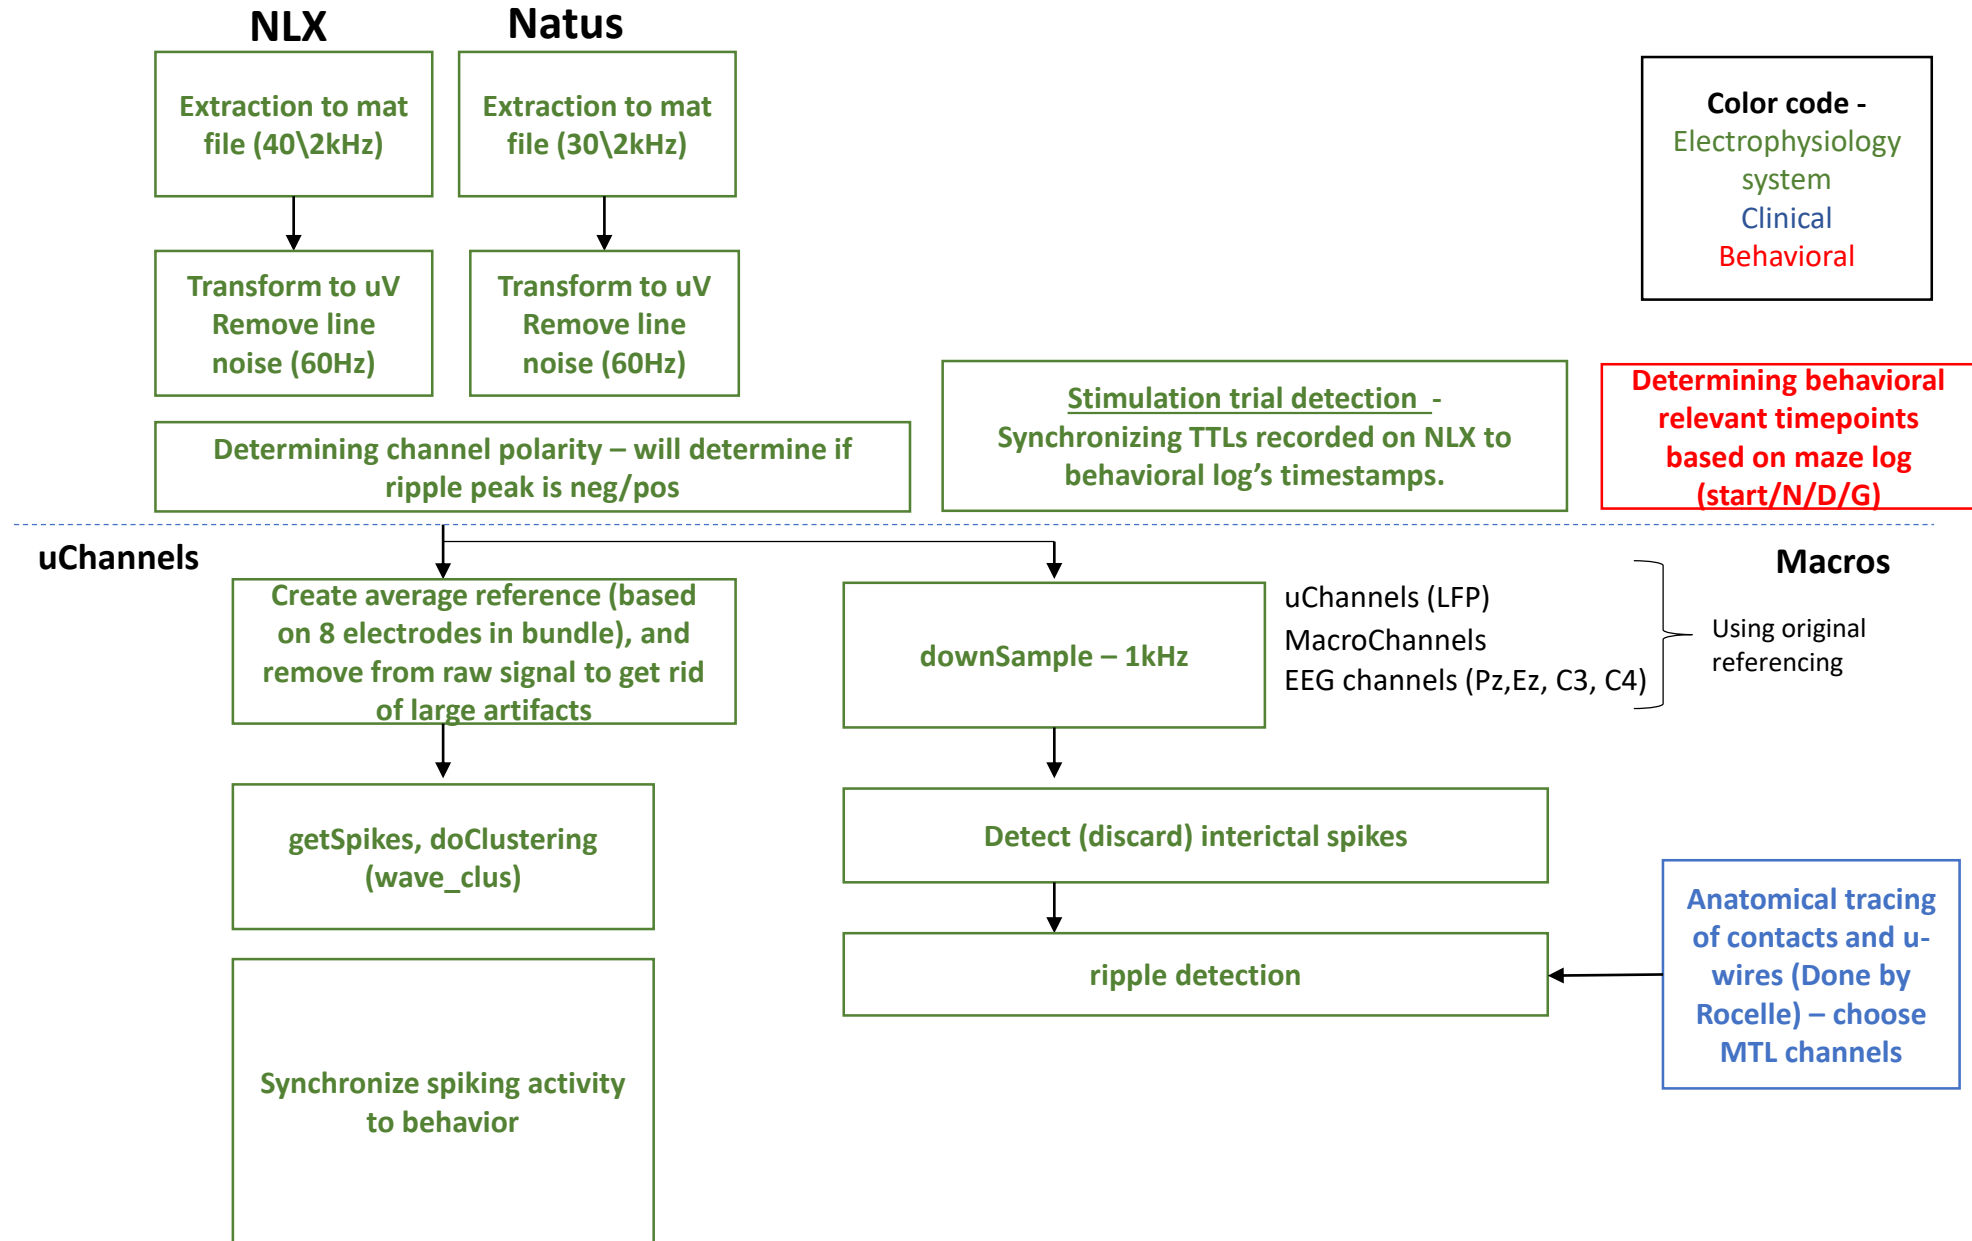 NLX
Natus
Extraction to mat
file (40\2kHz)
Extraction to mat
file (30\2kHz)
Color code -
Electrophysiology
system
Clinical
Behavioral
Transform to uV
Remove line
noise (60Hz)
Transform to uV
Remove line
noise (60Hz)
Determining channel polarity – will determine if
ripple peak is neg/pos
Stimulation trial detection -
Synchronizing TTLs recorded on NLX to
behavioral log's timestamps.
Determining behavioral
relevant timepoints
based on maze log
(start/N/D/G)
uChannels
Macros
Create average reference (based
on 8 electrodes in bundle), and
remove from raw signal to get rid
of large artifacts
downSample – 1kHz
uChannels (LFP)
MacroChannels
EEG channels (Pz,Ez, C3, C4)
Using original
referencing
getSpikes, doClustering
(wave_clus)
Detect (discard) interictal spikes
ripple detection
Anatomical tracing
of contacts and u-
wires (Done by
Rocelle) – choose
MTL channels
Synchronize spiking activity
to behavior